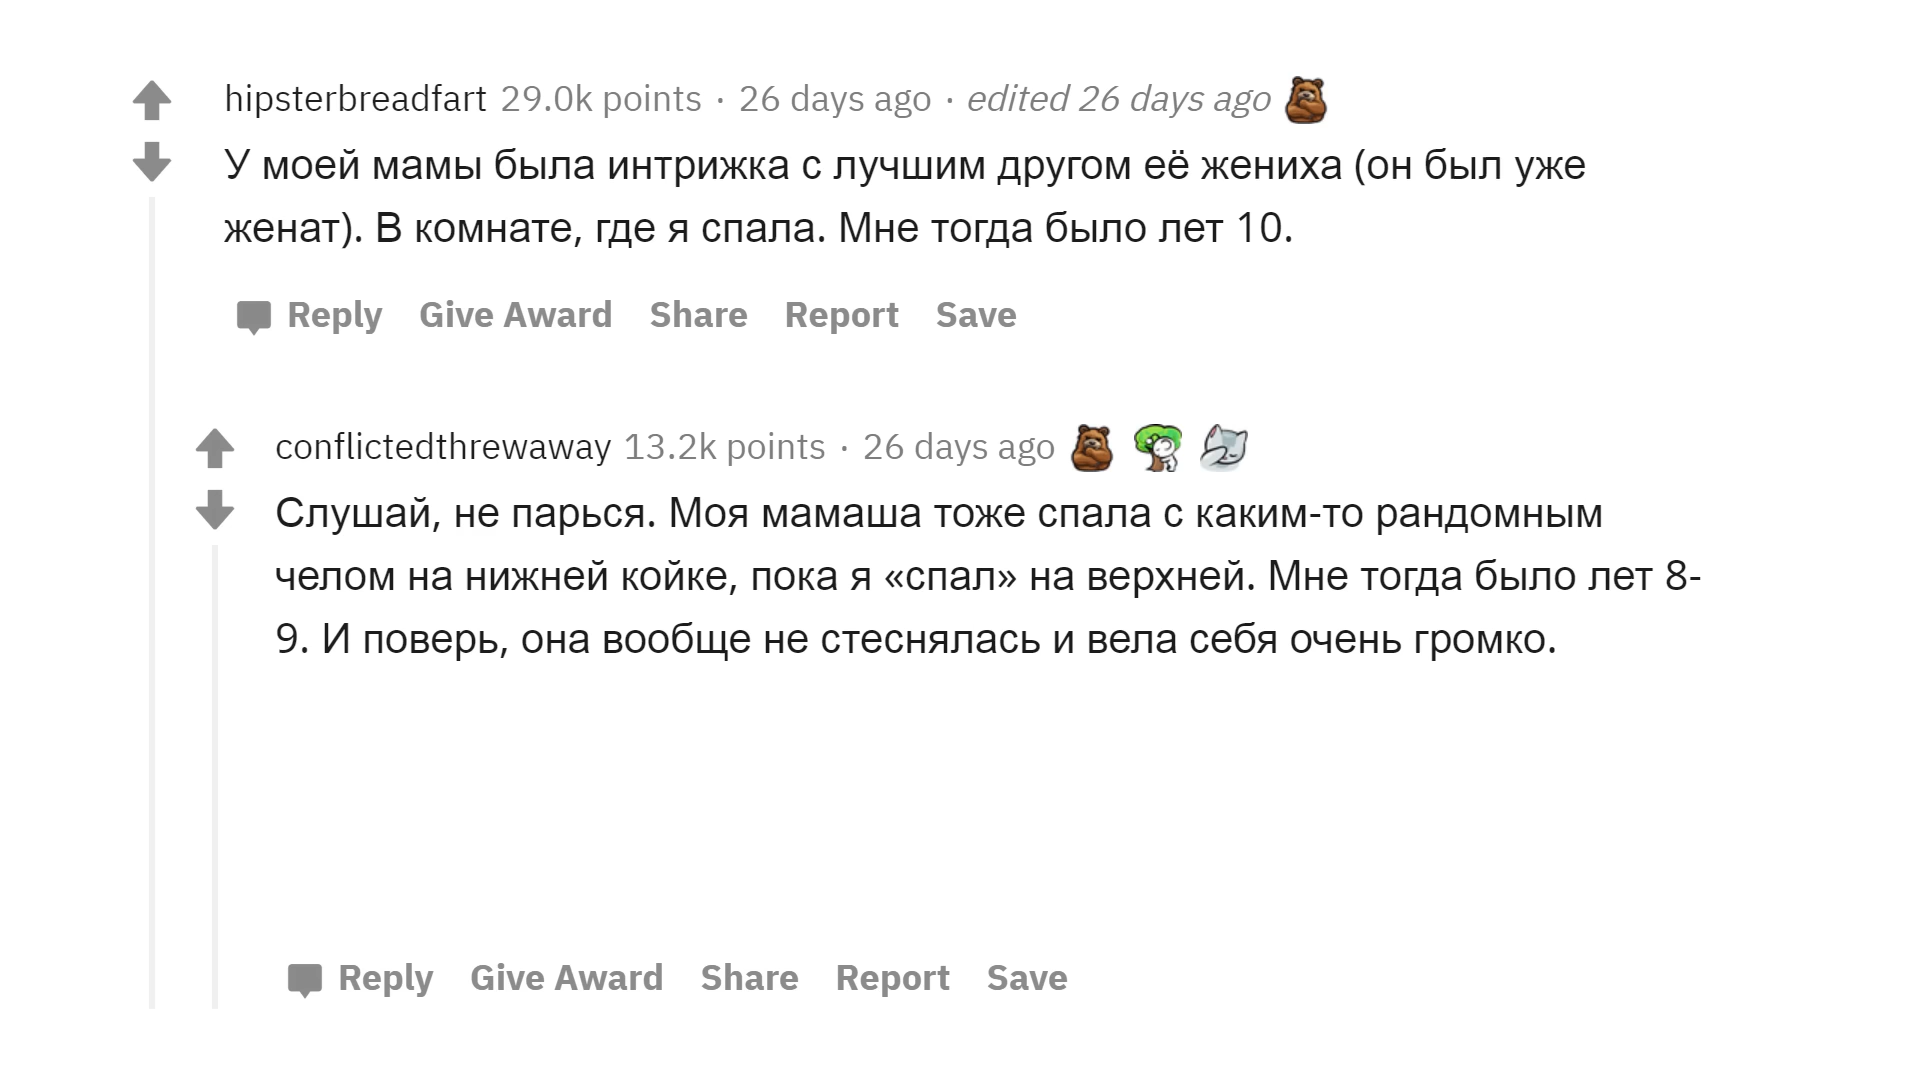 hipsterbreadfart 29.0k points · 26 days ago · edited 26 days ago
У моей мамы была интрижка с лучшим другом её жениха (он был уже
женат). В комнате, где я спала. Мне тогда было лет 10.
Reply Give Award Share Report Save
conflictedthrewaway 13.2k points · 26 days ago
Слушай, не парься. Моя мамаша тоже спала с каким-то рандомным
челом на нижней койке, пока я «спал» на верхней. Мне тогда было лет 8-
9. И поверь, она вообще не стеснялась и вела себя очень громко.
Reply Give Award Share Report Save